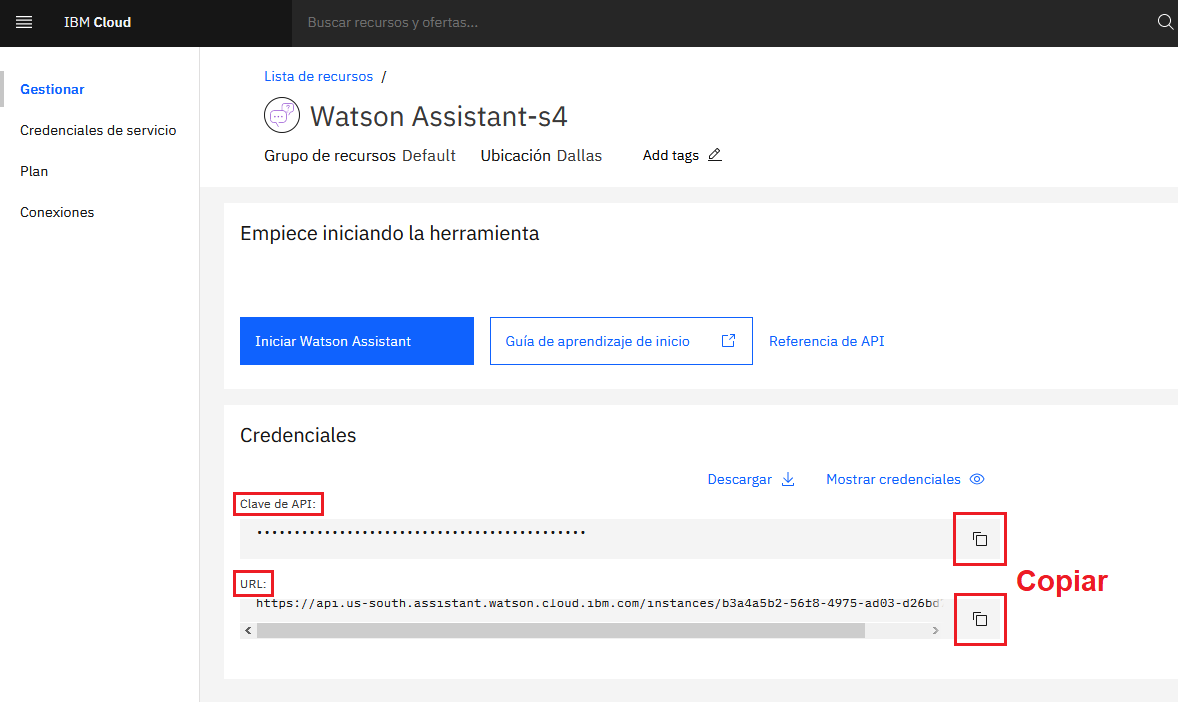 IBM Cloud
Buscar recursos y ofertas...
Gestionar
Credenciales de servicio
Plan
Conexiones
Lista de recursos /
Watson Assistant-s4
Grupo de recursos Default Ubicación Dallas Add tags
Empiece iniciando la herramienta
Iniciar Watson Assistant Guía de aprendizaje de inicio Referencia de API
Credenciales
Descargar Mostrar credenciales
Clave de API:
•••••••••••••••••••••••••••••••••••••••••••
URL:
https://api.us-south.assistant.watson.cloud.ibm.com/instances/b3a4a5b2-56f8-4975-ad03-d26bd
Copiar